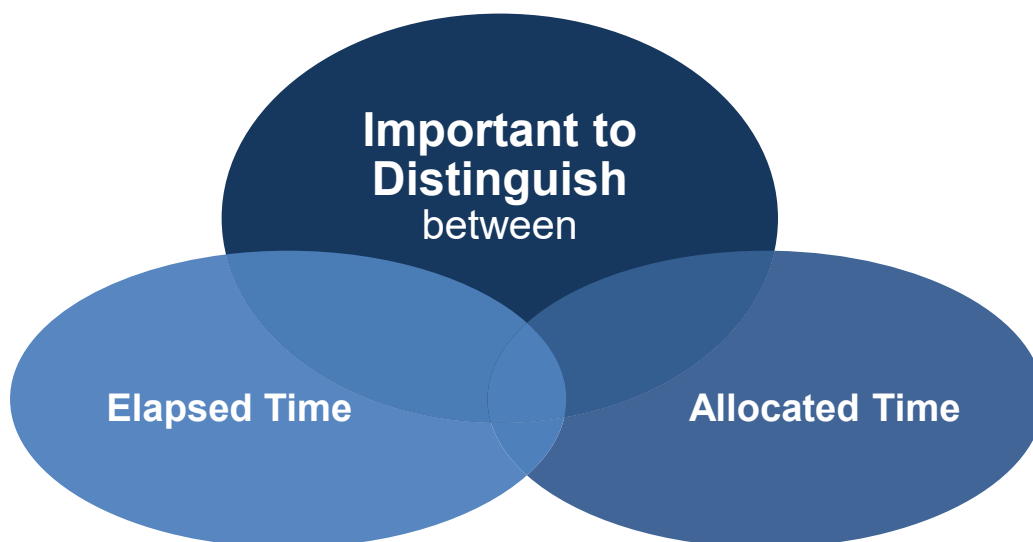 Important to
Distinguish
between
Elapsed Time
Allocated Time